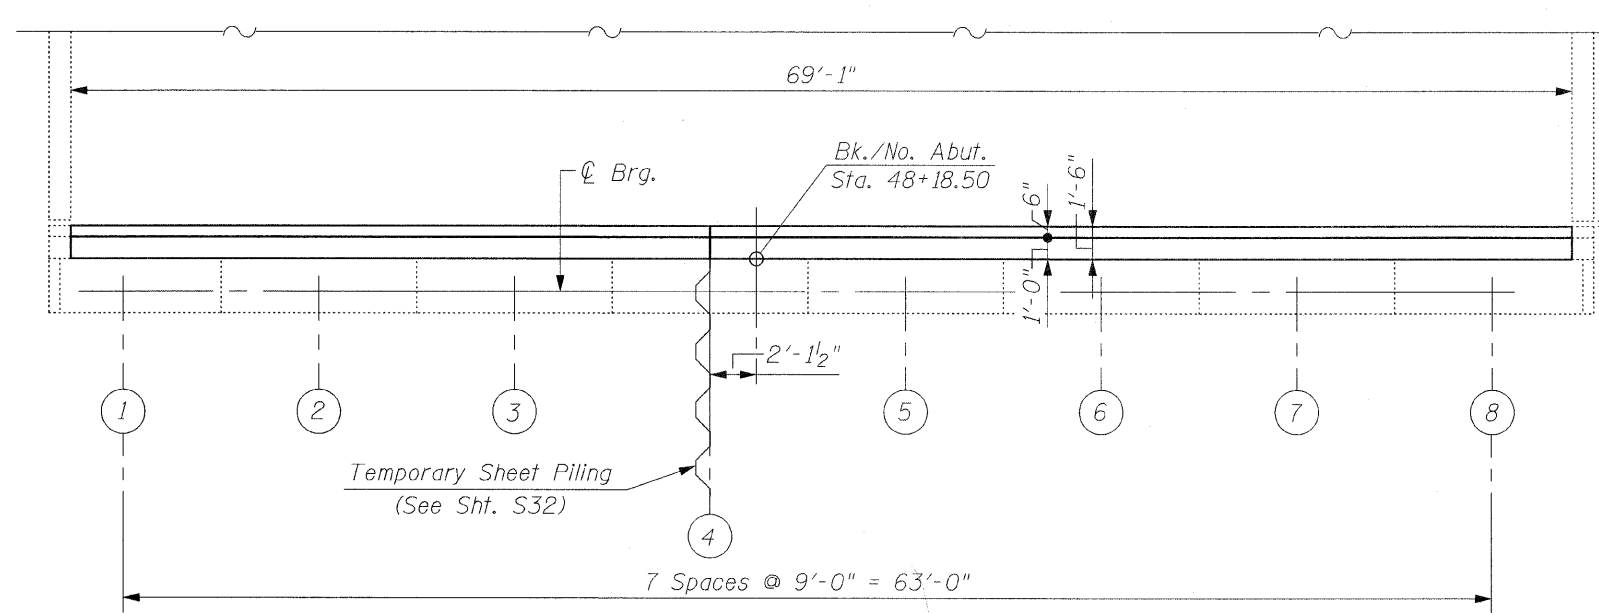 69'-1"
Bk./No. Abut.
Sta. 48+18.50
℄ Brg.
6"
1'-6"
1'-0"
2'-1½"
1
2
3
5
6
7
8
Temporary Sheet Piling
(See Sht. S32)
4
7 Spaces @ 9'-0" = 63'-0"